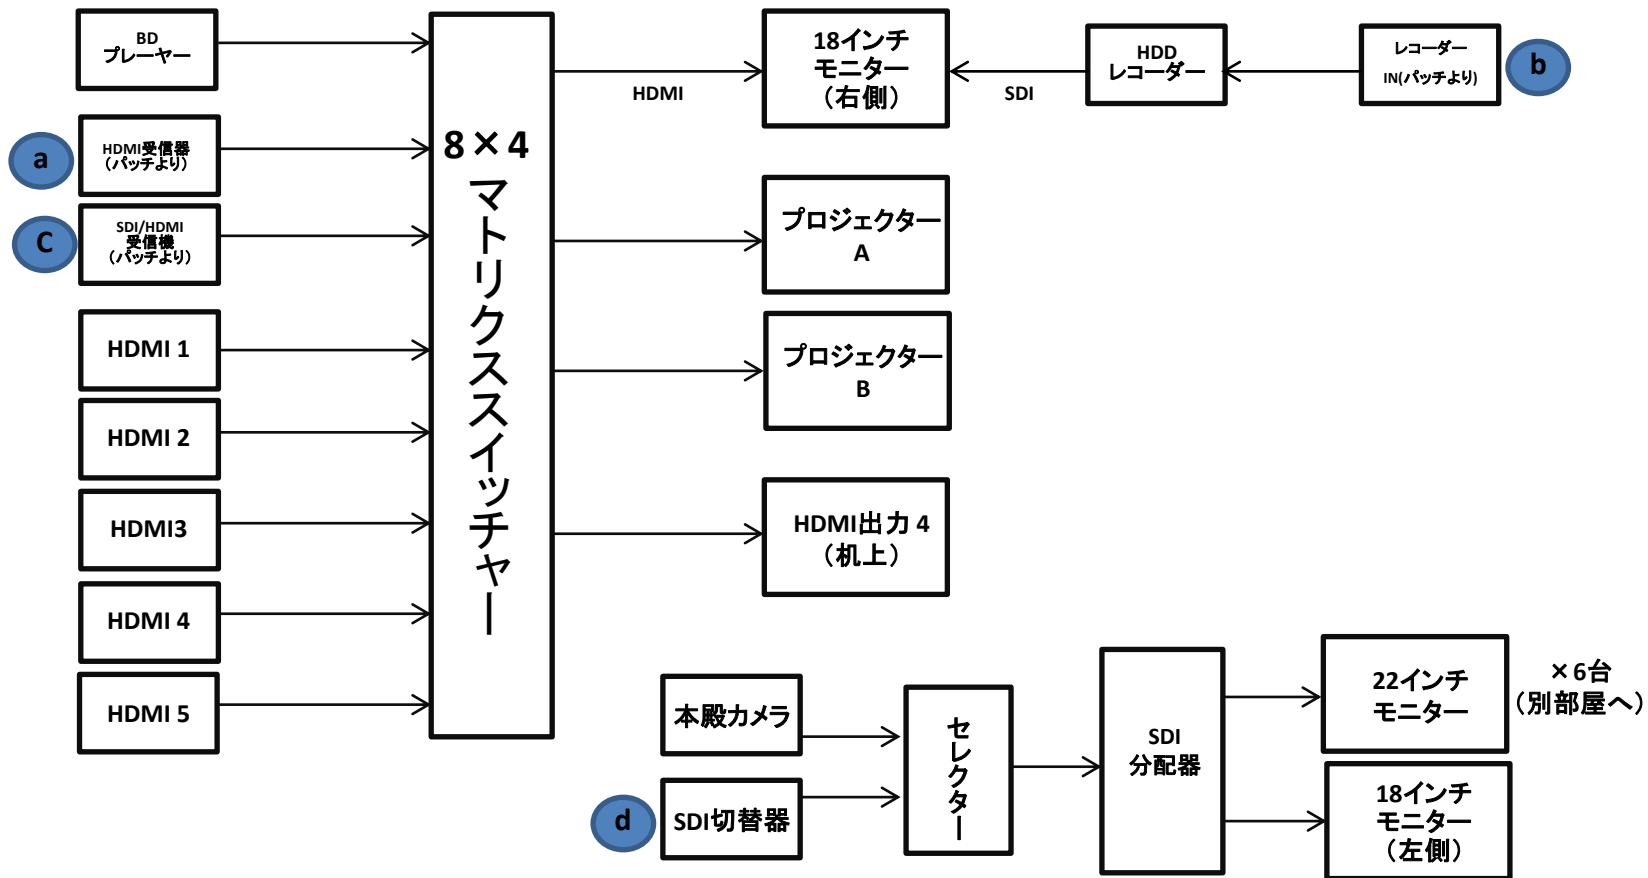 BD
プレーヤー
a
HDMI受信器
（パッチより）
C
SDI/HDMI
受信機
（パッチより）
HDMI 1
HDMI 2
HDMI3
HDMI 4
HDMI 5
8×4
マトリクススイッチャー
HDMI
18インチ
モニター
（右側）
SDI
HDD
レコーダー
レコーダー
IN(パッチより)
b
プロジェクター
A
プロジェクター
B
HDMI出力 4
（机上）
本殿カメラ
d
SDI切替器
セレクター
SDI
分配器
22インチ
モニター
×6台
（別部屋へ）
18インチ
モニター
（左側）